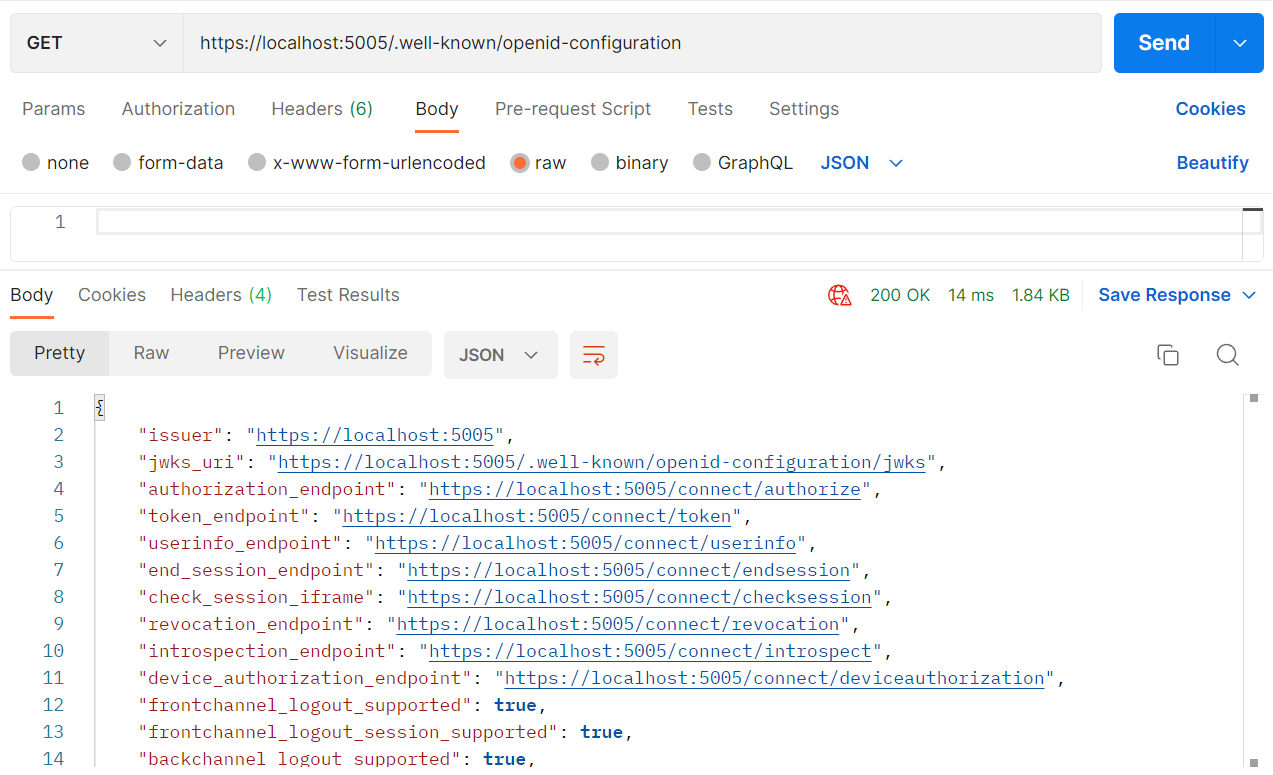 GET https://localhost:5005/.well-known/openid-configuration Send
Params Authorization Headers (6) Body Pre-request Script Tests Settings Cookies
none form-data x-www-form-urlencoded raw binary GraphQL JSON Beautify
1
Body Cookies Headers (4) Test Results 200 OK 14 ms 1.84 KB Save Response
Pretty Raw Preview Visualize JSON
1 {
2 "issuer": "https://localhost:5005",
3 "jwks_uri": "https://localhost:5005/.well-known/openid-configuration/jwks",
4 "authorization_endpoint": "https://localhost:5005/connect/authorize",
5 "token_endpoint": "https://localhost:5005/connect/token",
6 "userinfo_endpoint": "https://localhost:5005/connect/userinfo",
7 "end_session_endpoint": "https://localhost:5005/connect/endsession",
8 "check_session_iframe": "https://localhost:5005/connect/checksession",
9 "revocation_endpoint": "https://localhost:5005/connect/revocation",
10 "introspection_endpoint": "https://localhost:5005/connect/introspect",
11 "device_authorization_endpoint": "https://localhost:5005/connect/deviceauthorization",
12 "frontchannel_logout_supported": true,
13 "frontchannel_logout_session_supported": true,
14 "backchannel_logout_supported": true,